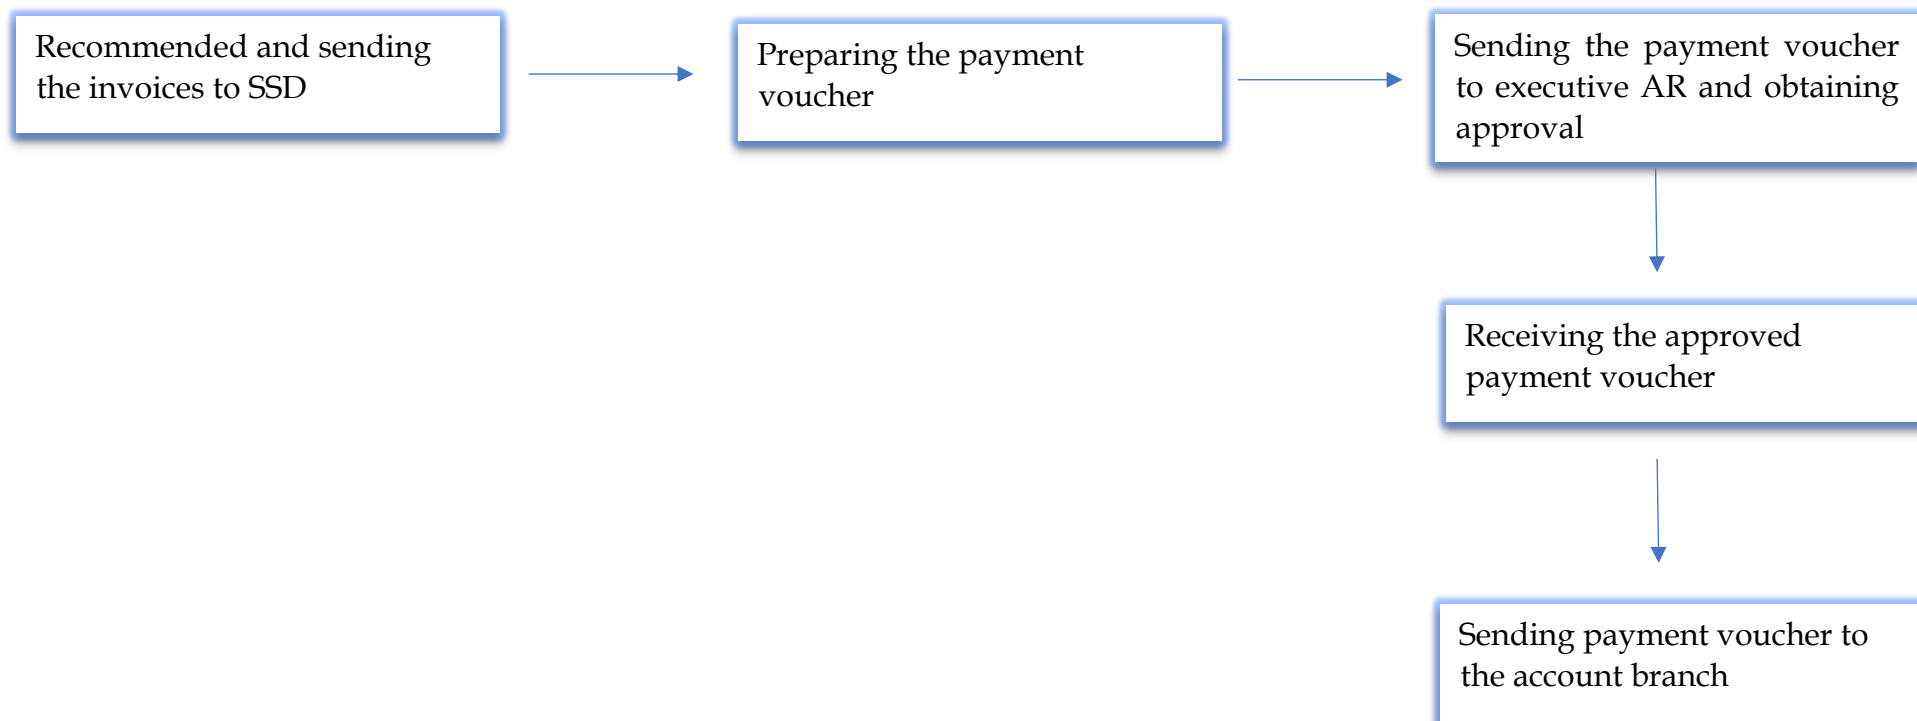 Recommended and sending
the invoices to SSD
Preparing the payment
voucher
Sending the payment voucher
to executive AR and obtaining
approval
Receiving the approved
payment voucher
Sending payment voucher to
the account branch